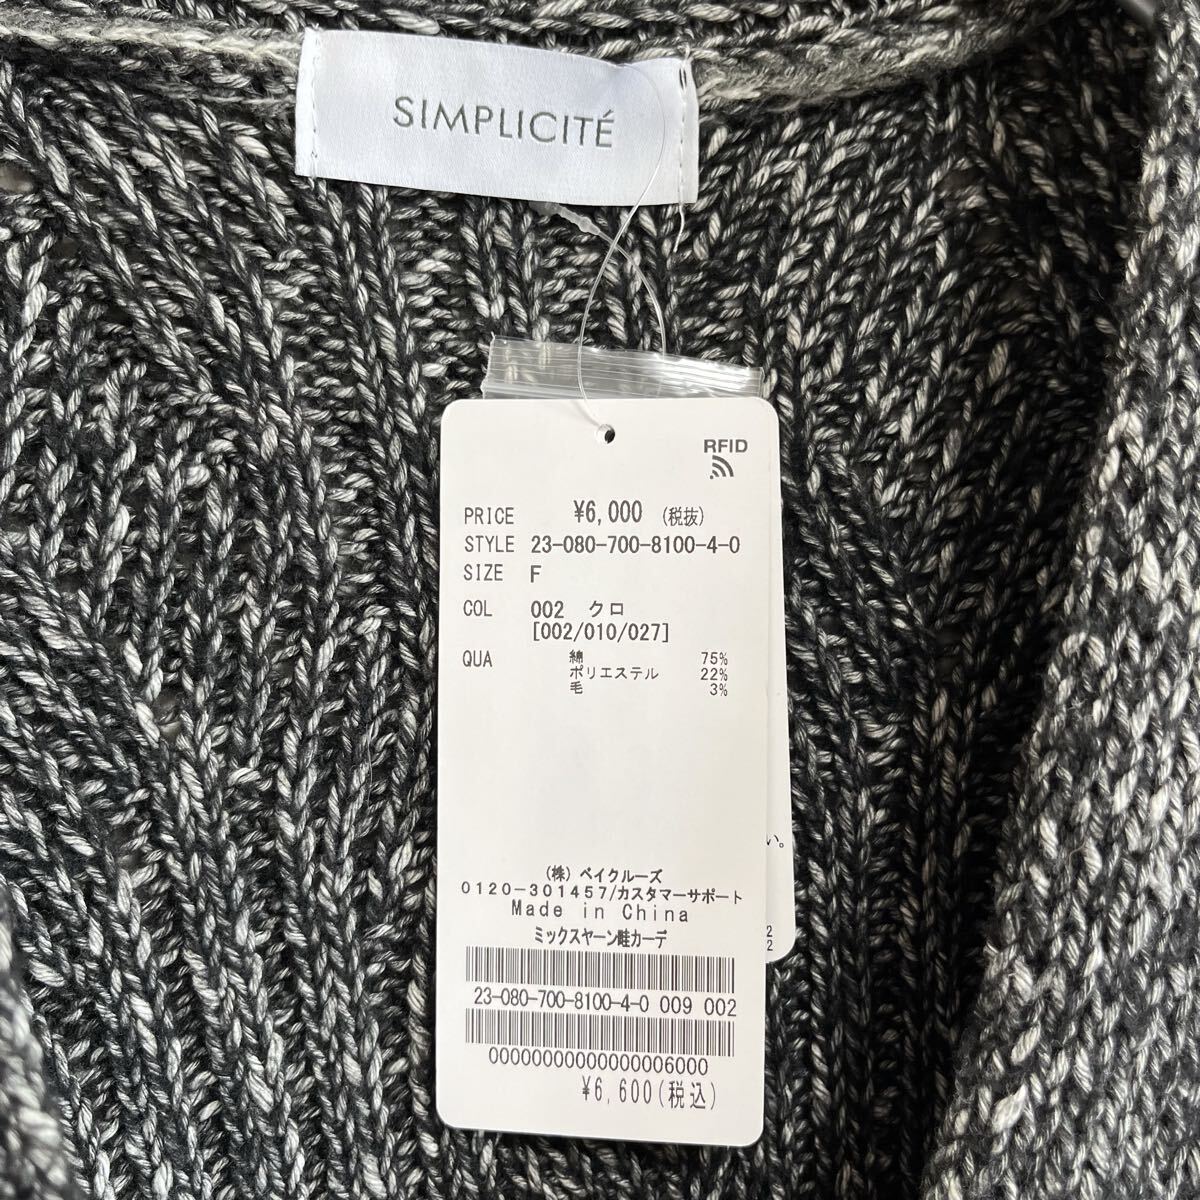 SIMPLICITÉ
RFID
PRICE ¥6,000 (税抜)
STYLE 23-080-700-8100-4-0
SIZE F
COL 002 クロ
[002/010/027]
QUA 綿 75%
ポリエステル 22%
毛 3%
い。
(株) ベイクルーズ
0120-301457/カスタマーサポート
Made in China
ミックスヤーン畦カーデ
2
2
23-080-700-8100-4-0 009 002
00000000000000006000
¥6,600(税込)